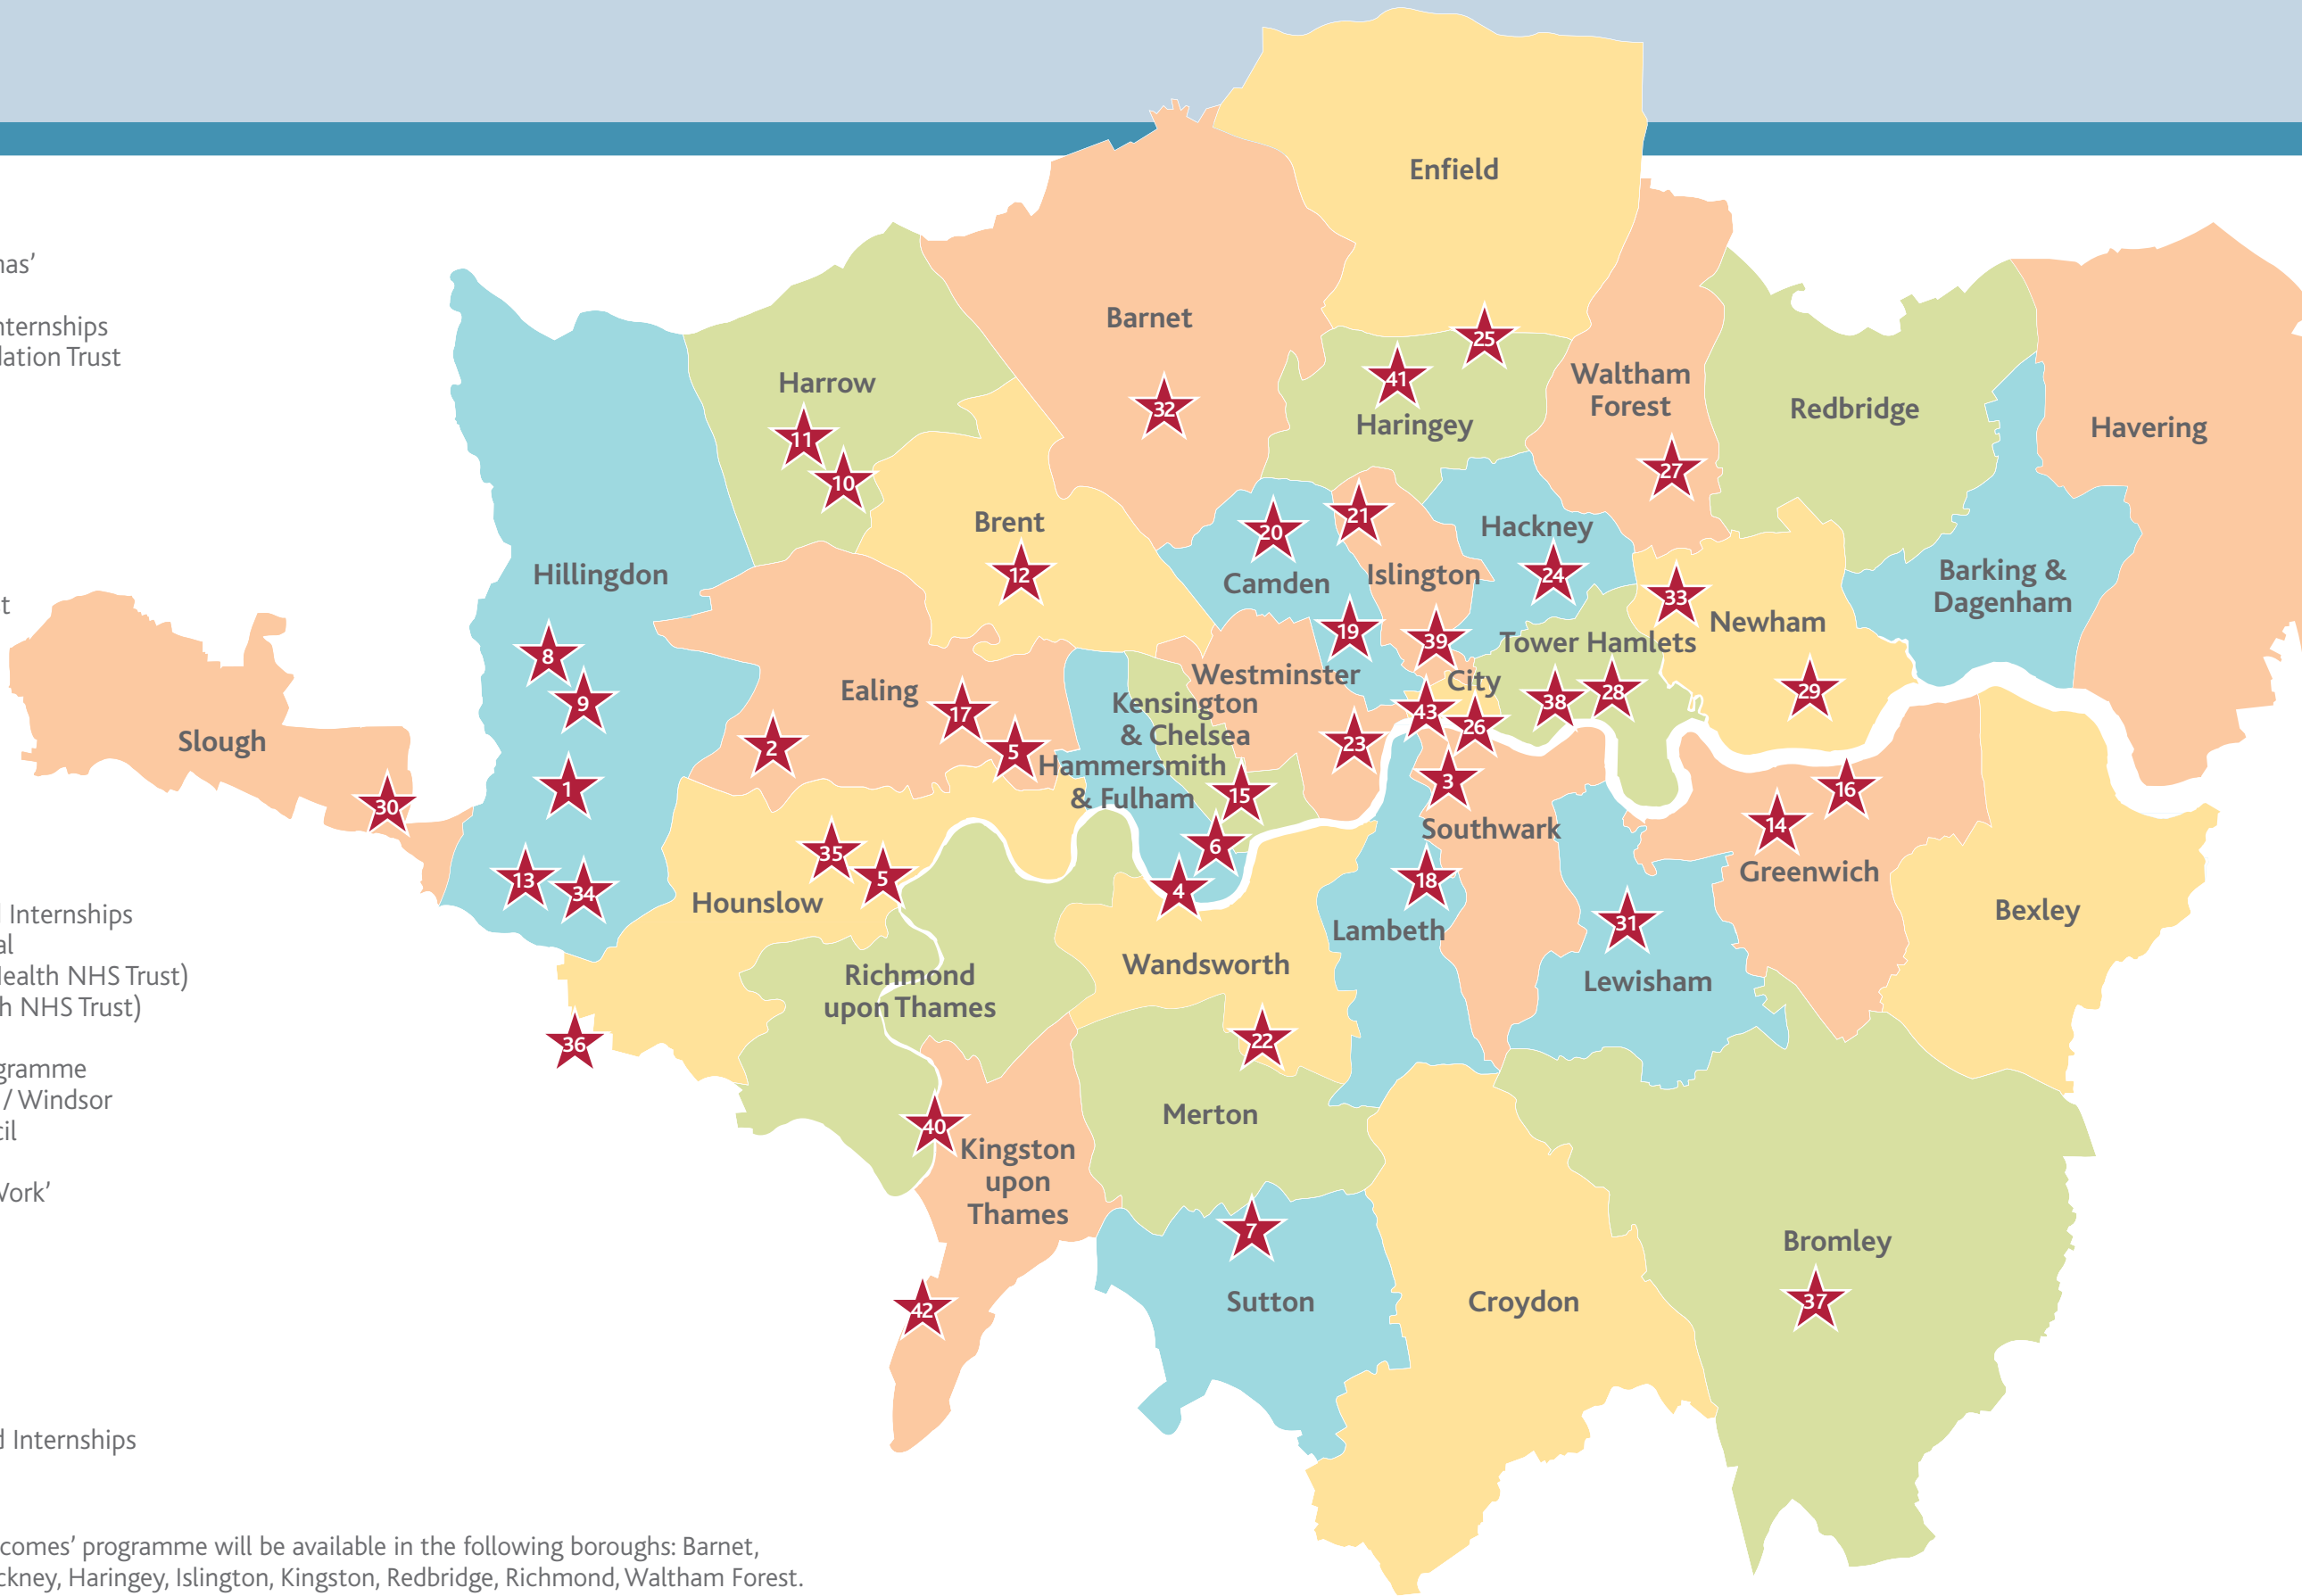 nas’
nternships
lation Trust
t
l Internships
al
Health NHS Trust)
h NHS Trust)
gramme
/ Windsor
cil
Work’
d Internships
comes’ programme will be available in the following boroughs: Barnet,
ckney, Haringey, Islington, Kingston, Redbridge, Richmond, Waltham Forest.
Enfield
Barnet
25
Harrow
41
Waltham
Forest
32
Redbridge
Haringey
Havering
11
27
10
21
Brent
20
Hackney
Hillingdon
12
Camden
Islington
24
Barking &
Dagenham
33
Newham
19
39
Tower Hamlets
8
Westminster
City
Ealing
9
Kensington
& Chelsea
17
43
26
38
28
29
Slough
2
5
23
Hammersmith
& Fulham
3
1
15
16
30
Southwark
14
35
6
Greenwich
13
34
5
4
18
Hounslow
Lambeth
31
Bexley
Wandsworth
Richmond
upon Thames
Lewisham
36
22
Merton
40
Kingston
upon
Thames
7
Bromley
42
Sutton
Croydon
37